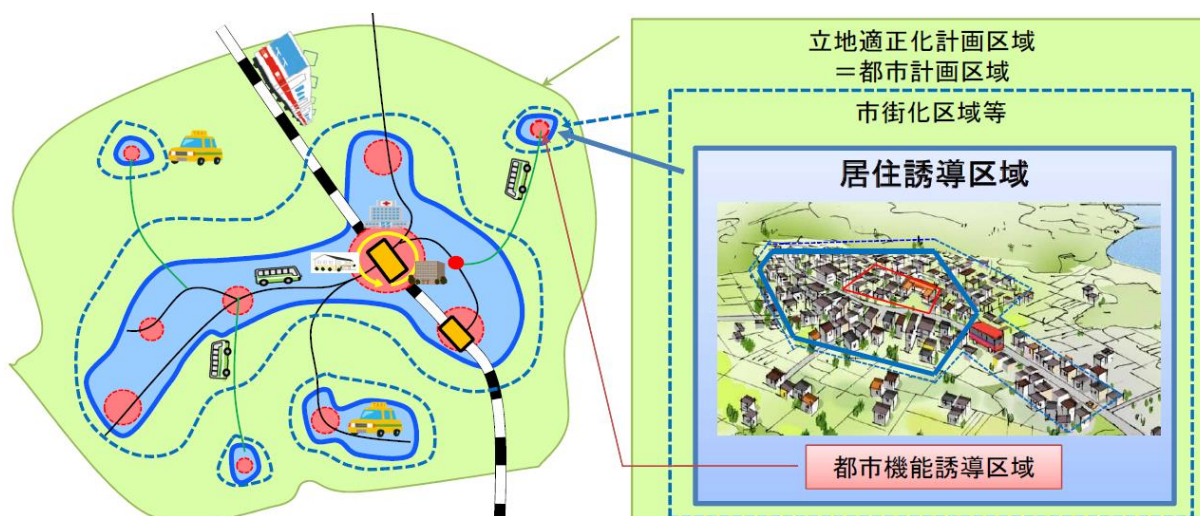 立地適正化計画区域
＝都市計画区域
市街化区域等
居住誘導区域
都市機能誘導区域